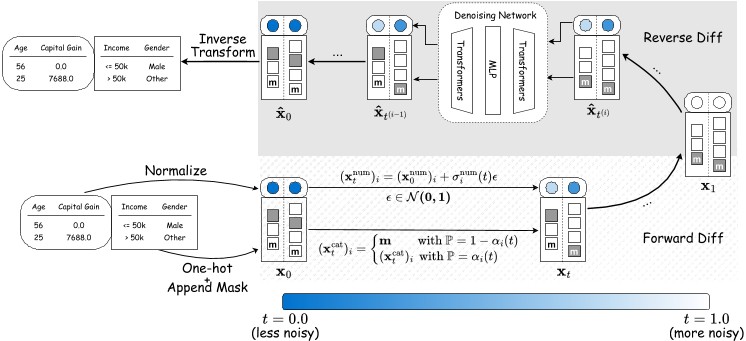 Age Capital Gain Income Gender
56 0.0 <= 50k Male
25 7688.0 > 50k Other
Inverse
Transform
...
Denoising Network
Transformers
MLP
Transformers
Reverse Diff
...
m m
m
m m
m
x̂₀
x̂ₜ₍ᵢ₋₁₎
x̂ₜ₍ᵢ₎
x₁
Normalize
Age Capital Gain Income Gender
56 0.0 <= 50k Male
25 7688.0 > 50k Other
One-hot
+
Append Mask
m m
x₀
(xₜⁿᵘᵐ)ᵢ = (x₀ⁿᵘᵐ)ᵢ + σᵢⁿᵘᵐ(t)ϵ
ϵ ∈ N(0, 1)
(xₜᶜᵃᵗ)ᵢ = { m with ℙ = 1 − αᵢ(t)
(xₜᶜᵃᵗ)ᵢ with ℙ = αᵢ(t)
m
xₜ
...
Forward Diff
t = 0.0
(less noisy)
t = 1.0
(more noisy)